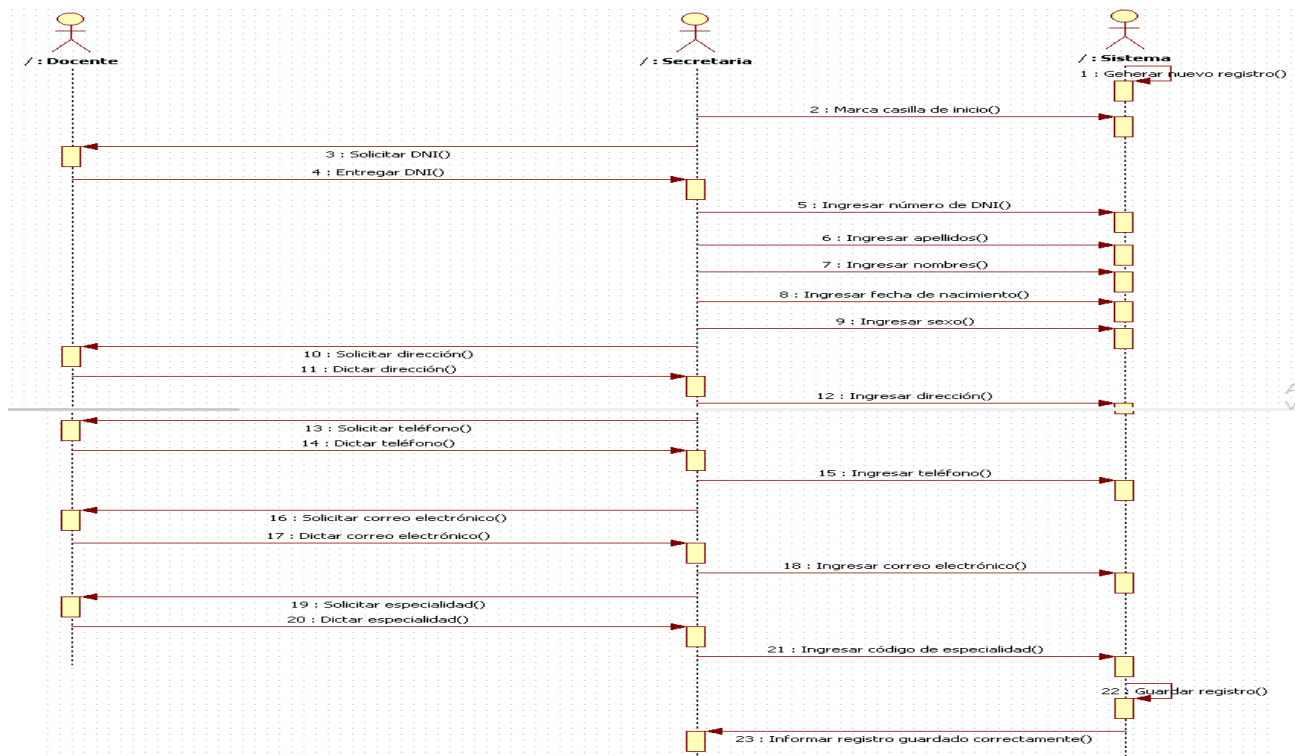 / : Docente
/ : Secretaria
/ : Sistema
1 : Geherar nuevo registro()
2 : Marca casilla de inicio()
3 : Solicitar DNI()
4 : Entregar DNI()
5 : Ingresar número de DNI()
6 : Ingresar apellidos()
7 : Ingresar nombres()
8 : Ingresar fecha de nacimiento()
9 : Ingresar sexo()
10 : Solicitar dirección()
11 : Dictar dirección()
12 : Ingresar dirección()
13 : Solicitar teléfono()
14 : Dictar teléfono()
15 : Ingresar teléfono()
16 : Solicitar correo electrónico()
17 : Dictar correo electrónico()
18 : Ingresar correo electrónico()
19 : Solicitar especialidad()
20 : Dictar especialidad()
21 : Ingresar código de especialidad()
22 : Guardar registro()
23 : Informar registro guardado correctamente()